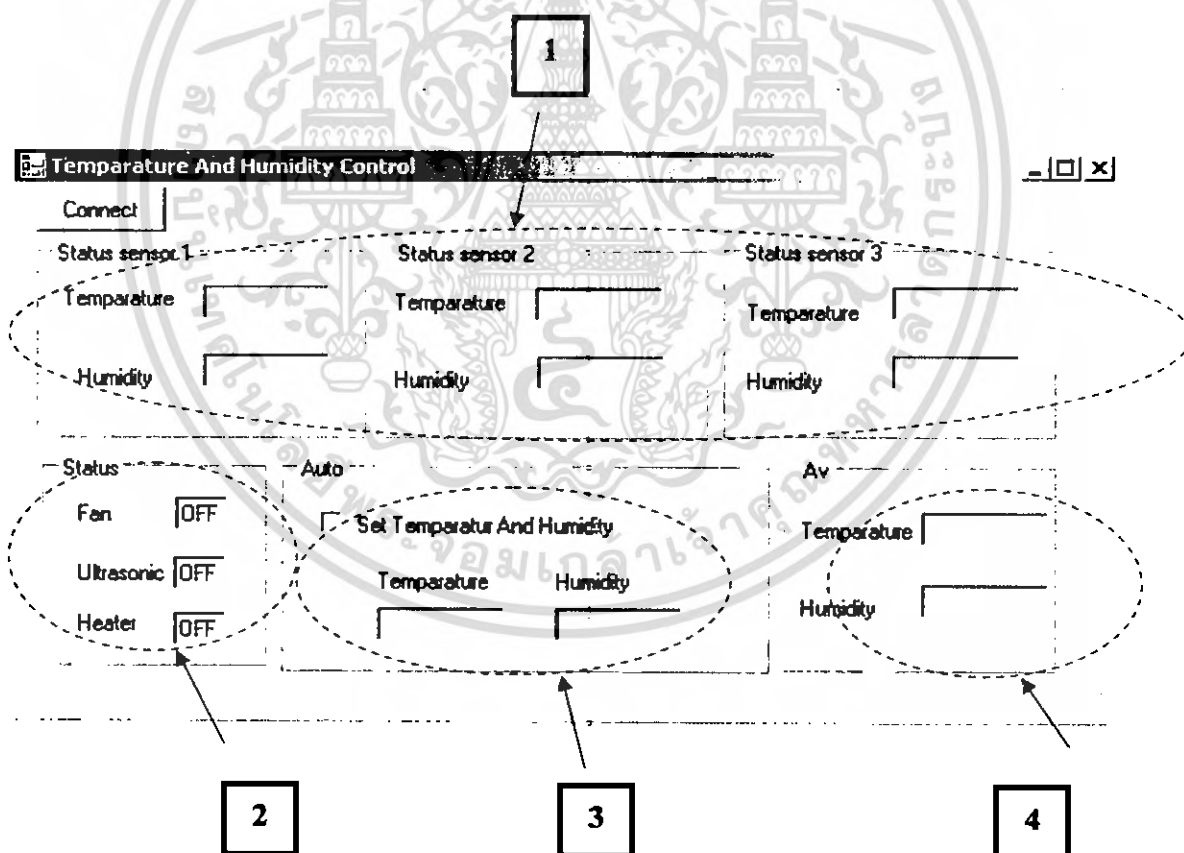 1
Temparature And Humidity Control
Connect
Status sensor 1 Status sensor 2 Status sensor 3
Temparature Temparature Temparature
Humidity Humidity Humidity
Status Auto Av
Fan OFF Set Temparatur And Humidity Temparature
Ultrasonic OFF Temparature Humidity Humidity
Heater OFF
2 3 4